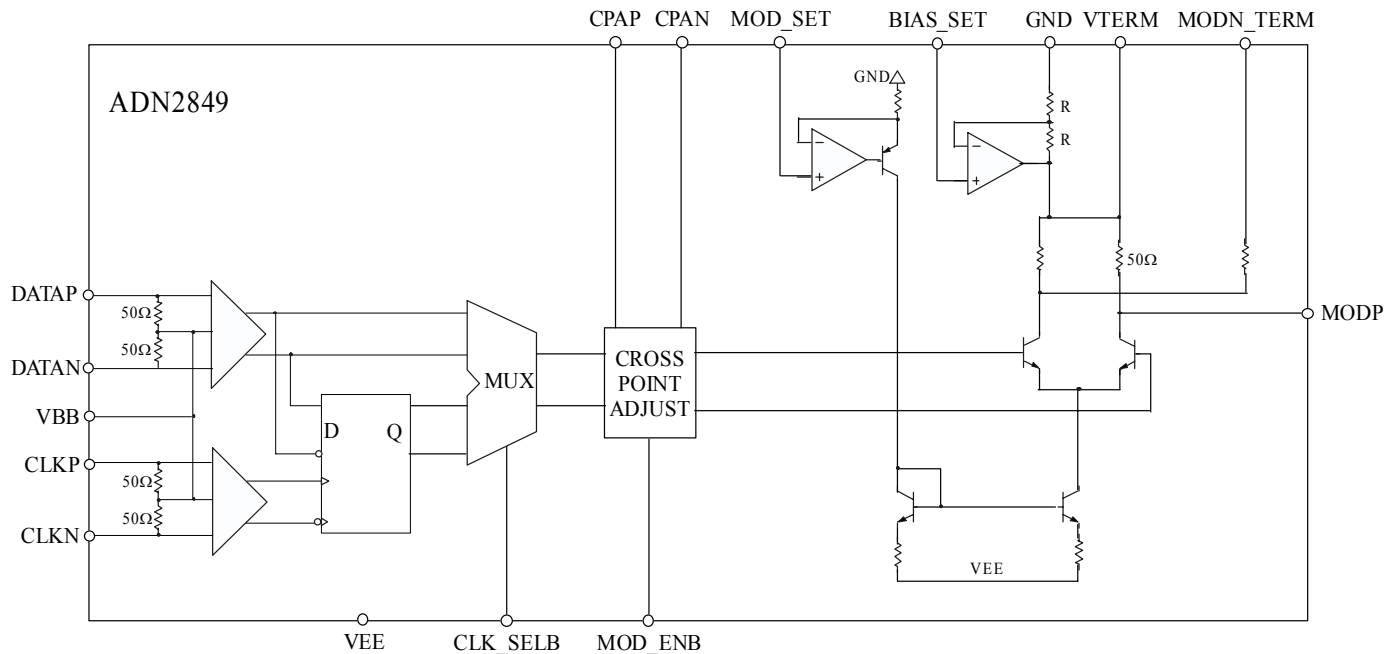 CPAP CPAN MOD_SET BIAS_SET GND VTERM MODN_TERM
ADN2849
GND
R
R
-
+
-
+
50Ω
DATAP
50Ω
50Ω
DATAN
VBB
CLKP
50Ω
50Ω
CLKN
D Q
MUX
CROSS
POINT
ADJUST
MODP
VEE
VEE CLK_SELB MOD_ENB